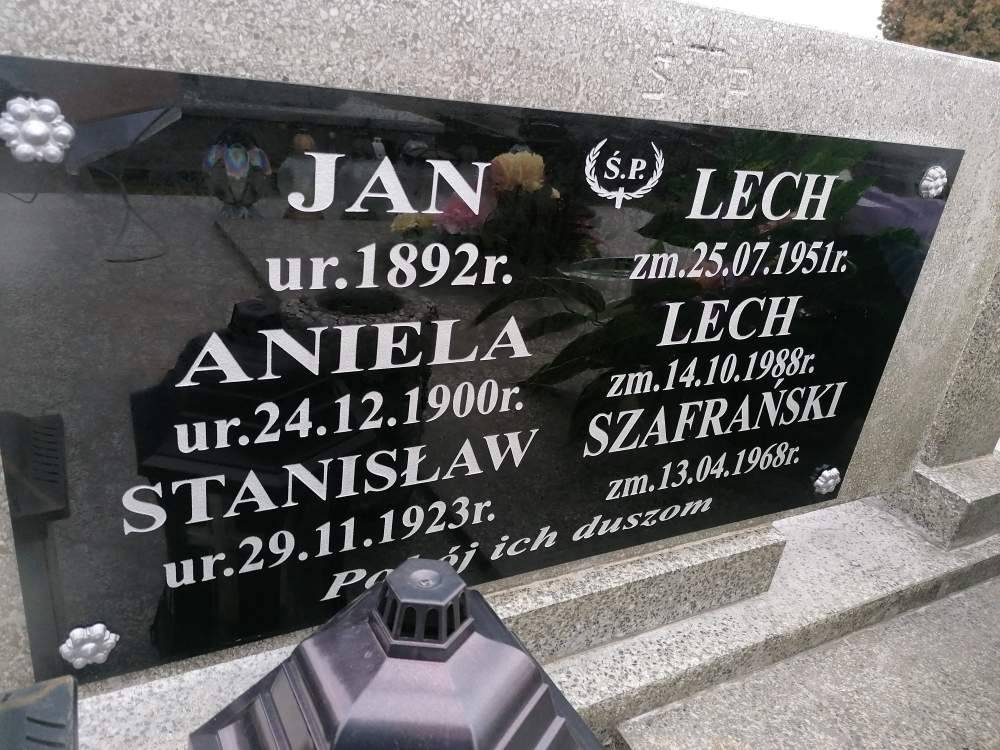 Ś.P.
JAN LECH
ur.1892r. zm.25.07.1951r.
ANIELA LECH
ur.24.12.1900r. zm.14.10.1988r.
STANISŁAW SZAFRAŃSKI
ur.29.11.1923r. zm.13.04.1968r.
Pokój ich duszom